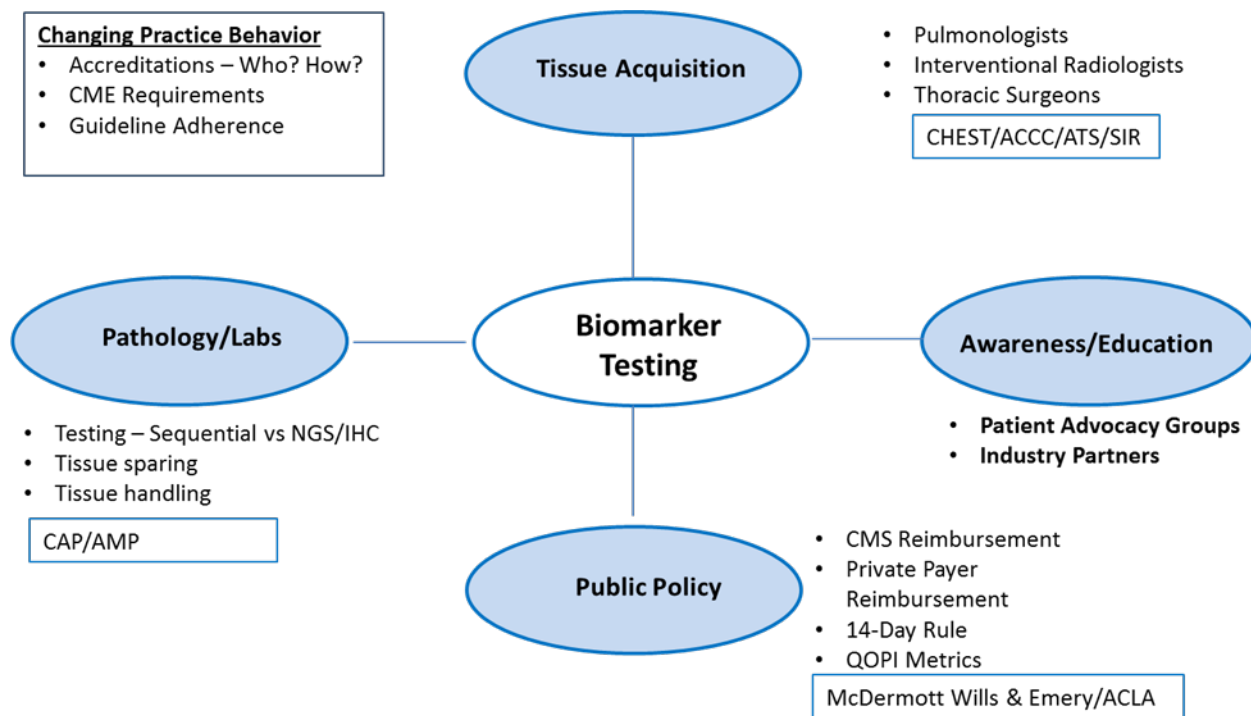 Changing Practice Behavior
• Accreditations – Who? How?
• CME Requirements
• Guideline Adherence
Tissue Acquisition
• Pulmonologists
• Interventional Radiologists
• Thoracic Surgeons
CHEST/ACCC/ATS/SIR
Pathology/Labs
• Testing – Sequential vs NGS/IHC
• Tissue sparing
• Tissue handling
CAP/AMP
Biomarker
Testing
Awareness/Education
• Patient Advocacy Groups
• Industry Partners
Public Policy
• CMS Reimbursement
• Private Payer
Reimbursement
• 14-Day Rule
• QOPI Metrics
McDermott Wills & Emery/ACLA